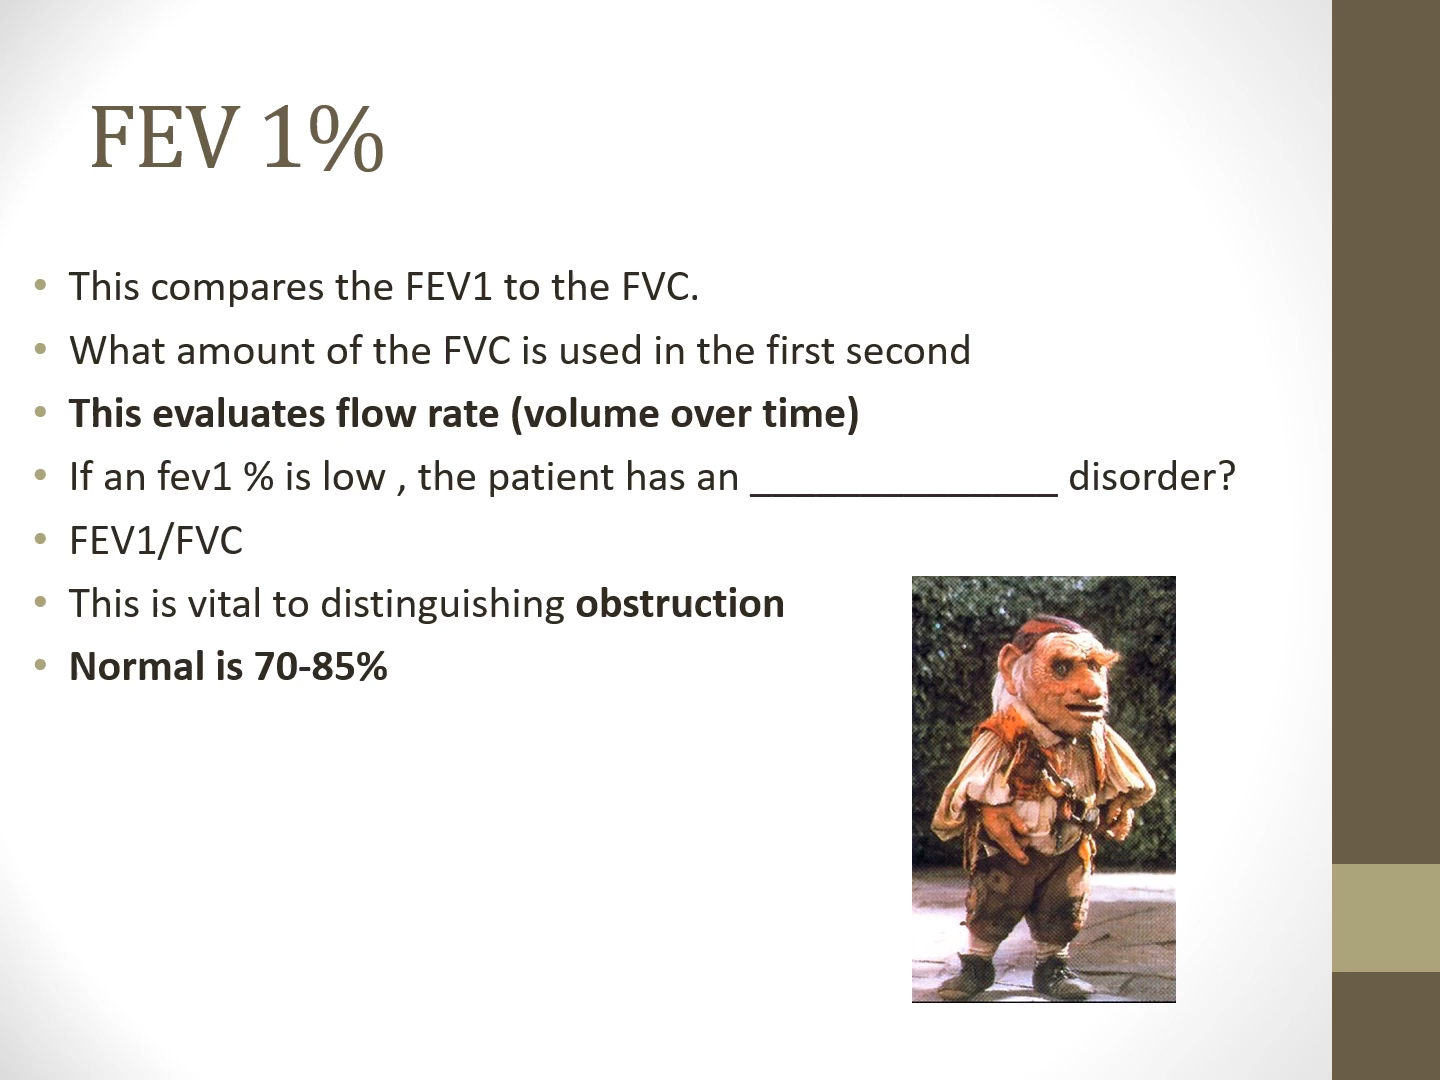 FEV 1%
• This compares the FEV1 to the FVC.
• What amount of the FVC is used in the first second
• This evaluates flow rate (volume over time)
• If an fev1 % is low , the patient has an _______________ disorder?
• FEV1/FVC
• This is vital to distinguishing obstruction
• Normal is 70-85%